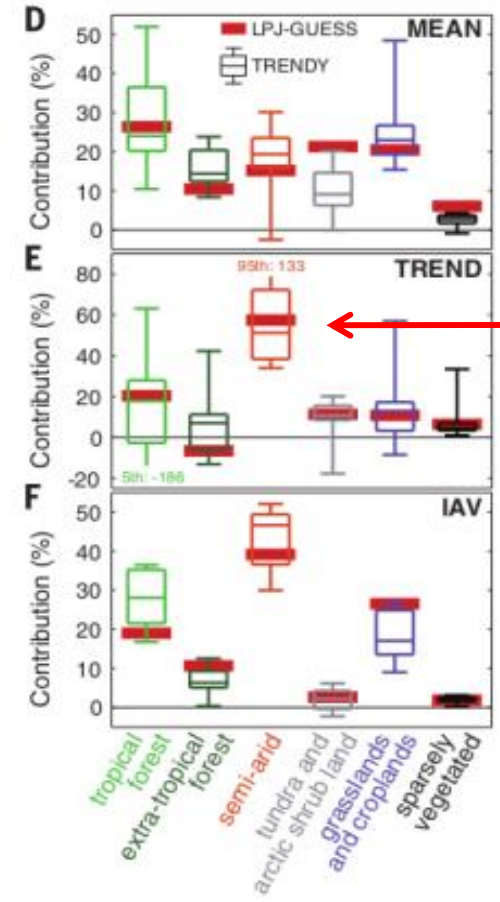 D
MEAN
LPJ-GUESS
TRENDY
Contribution (%)
50
40
30
20
10
0
E
TREND
95th: 133
Contribution (%)
80
60
40
20
0
-20
5th: -186
F
IAV
Contribution (%)
50
40
30
20
10
0
tropical
forest
extra-tropical
forest
semi-arid
tundra and
arctic shrub land
grasslands
and croplands
sparsely
vegetated